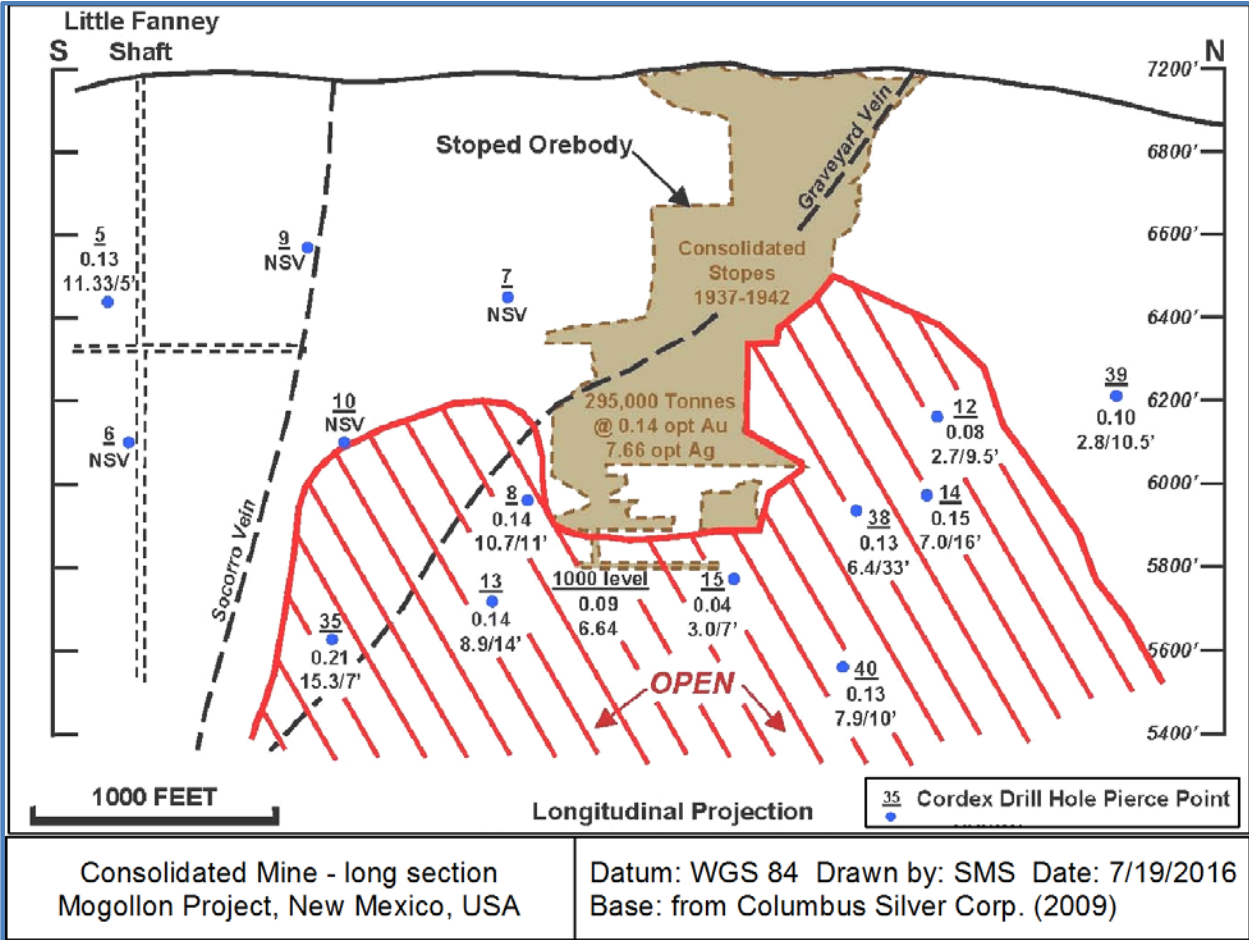 Little Fanney
Shaft
S
N
7200'
6800'
6600'
6400'
6200'
6000'
5800'
5600'
5400'
Graveyard Vein
Stoped Orebody
Consolidated
Stopes
1937-1942
5
0.13
11.33/5'
9
NSV
7
NSV
10
NSV
6
NSV
295,000 Tonnes
@ 0.14 opt Au
7.66 opt Ag
39
0.10
2.8/10.5'
12
0.08
2.7/9.5'
14
0.15
7.0/16'
38
0.13
6.4/33'
8
0.14
10.7/11'
Socorro Vein
13
0.14
8.9/14'
1000 level
0.09
6.64
15
0.04
3.0/7'
35
0.21
15.3/7'
40
0.13
7.9/10'
OPEN
1000 FEET
Longitudinal Projection
35 Cordex Drill Hole Pierce Point
Consolidated Mine - long section
Mogollon Project, New Mexico, USA
Datum: WGS 84 Drawn by: SMS Date: 7/19/2016
Base: from Columbus Silver Corp. (2009)